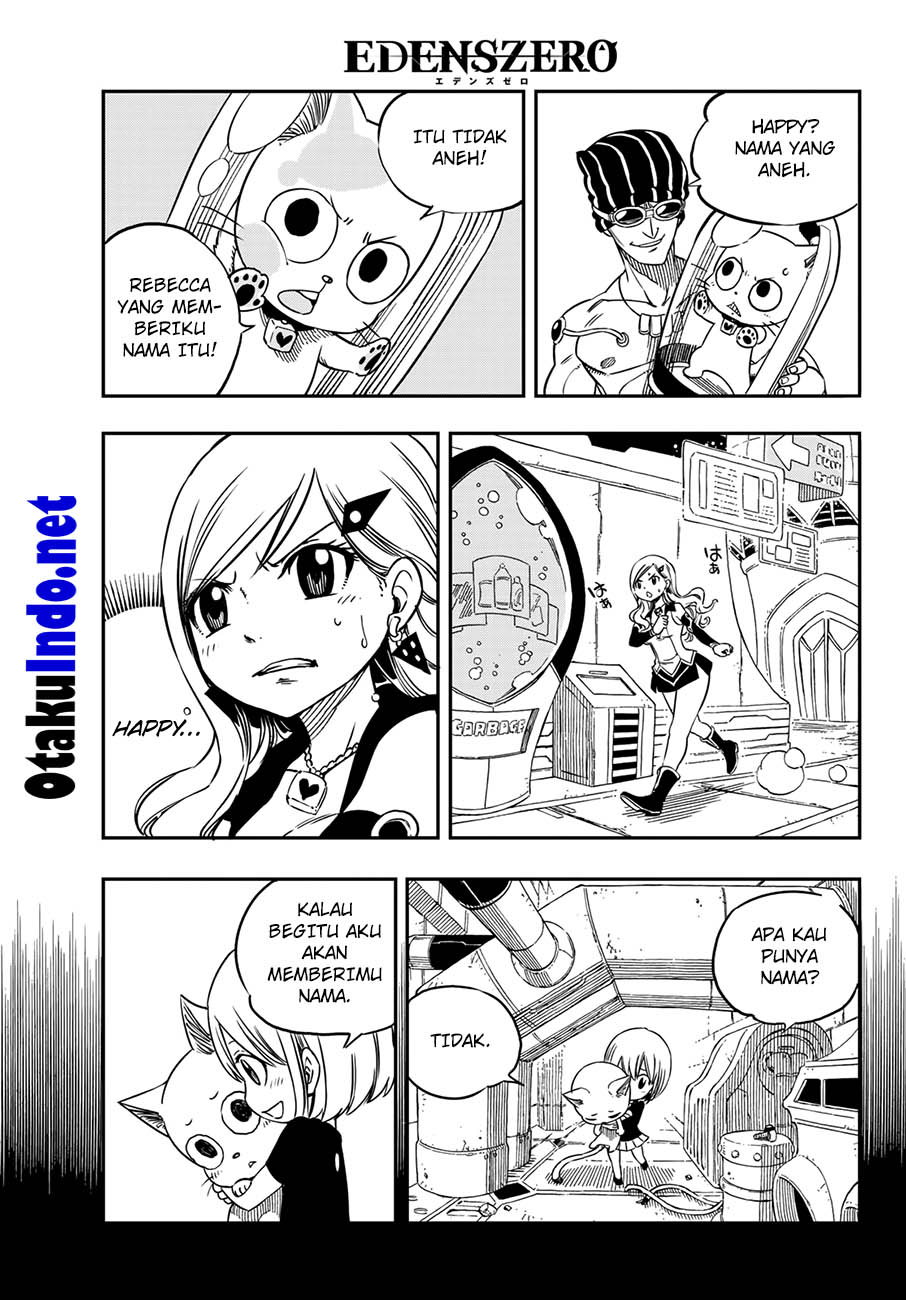 EDENSZERO
エデンズゼロ
HAPPY?
NAMA YANG
ANEH.
ITU TIDAK
ANEH!
REBECCA
YANG MEM-
BERIKU
NAMA ITU!
はぁ
はぁ
GARBAGE
HAPPY...
APA KAU
PUNYA
NAMA?
TIDAK.
KALAU
BEGITU AKU
AKAN
MEMBERIMU
NAMA.
OtakuIndo.net